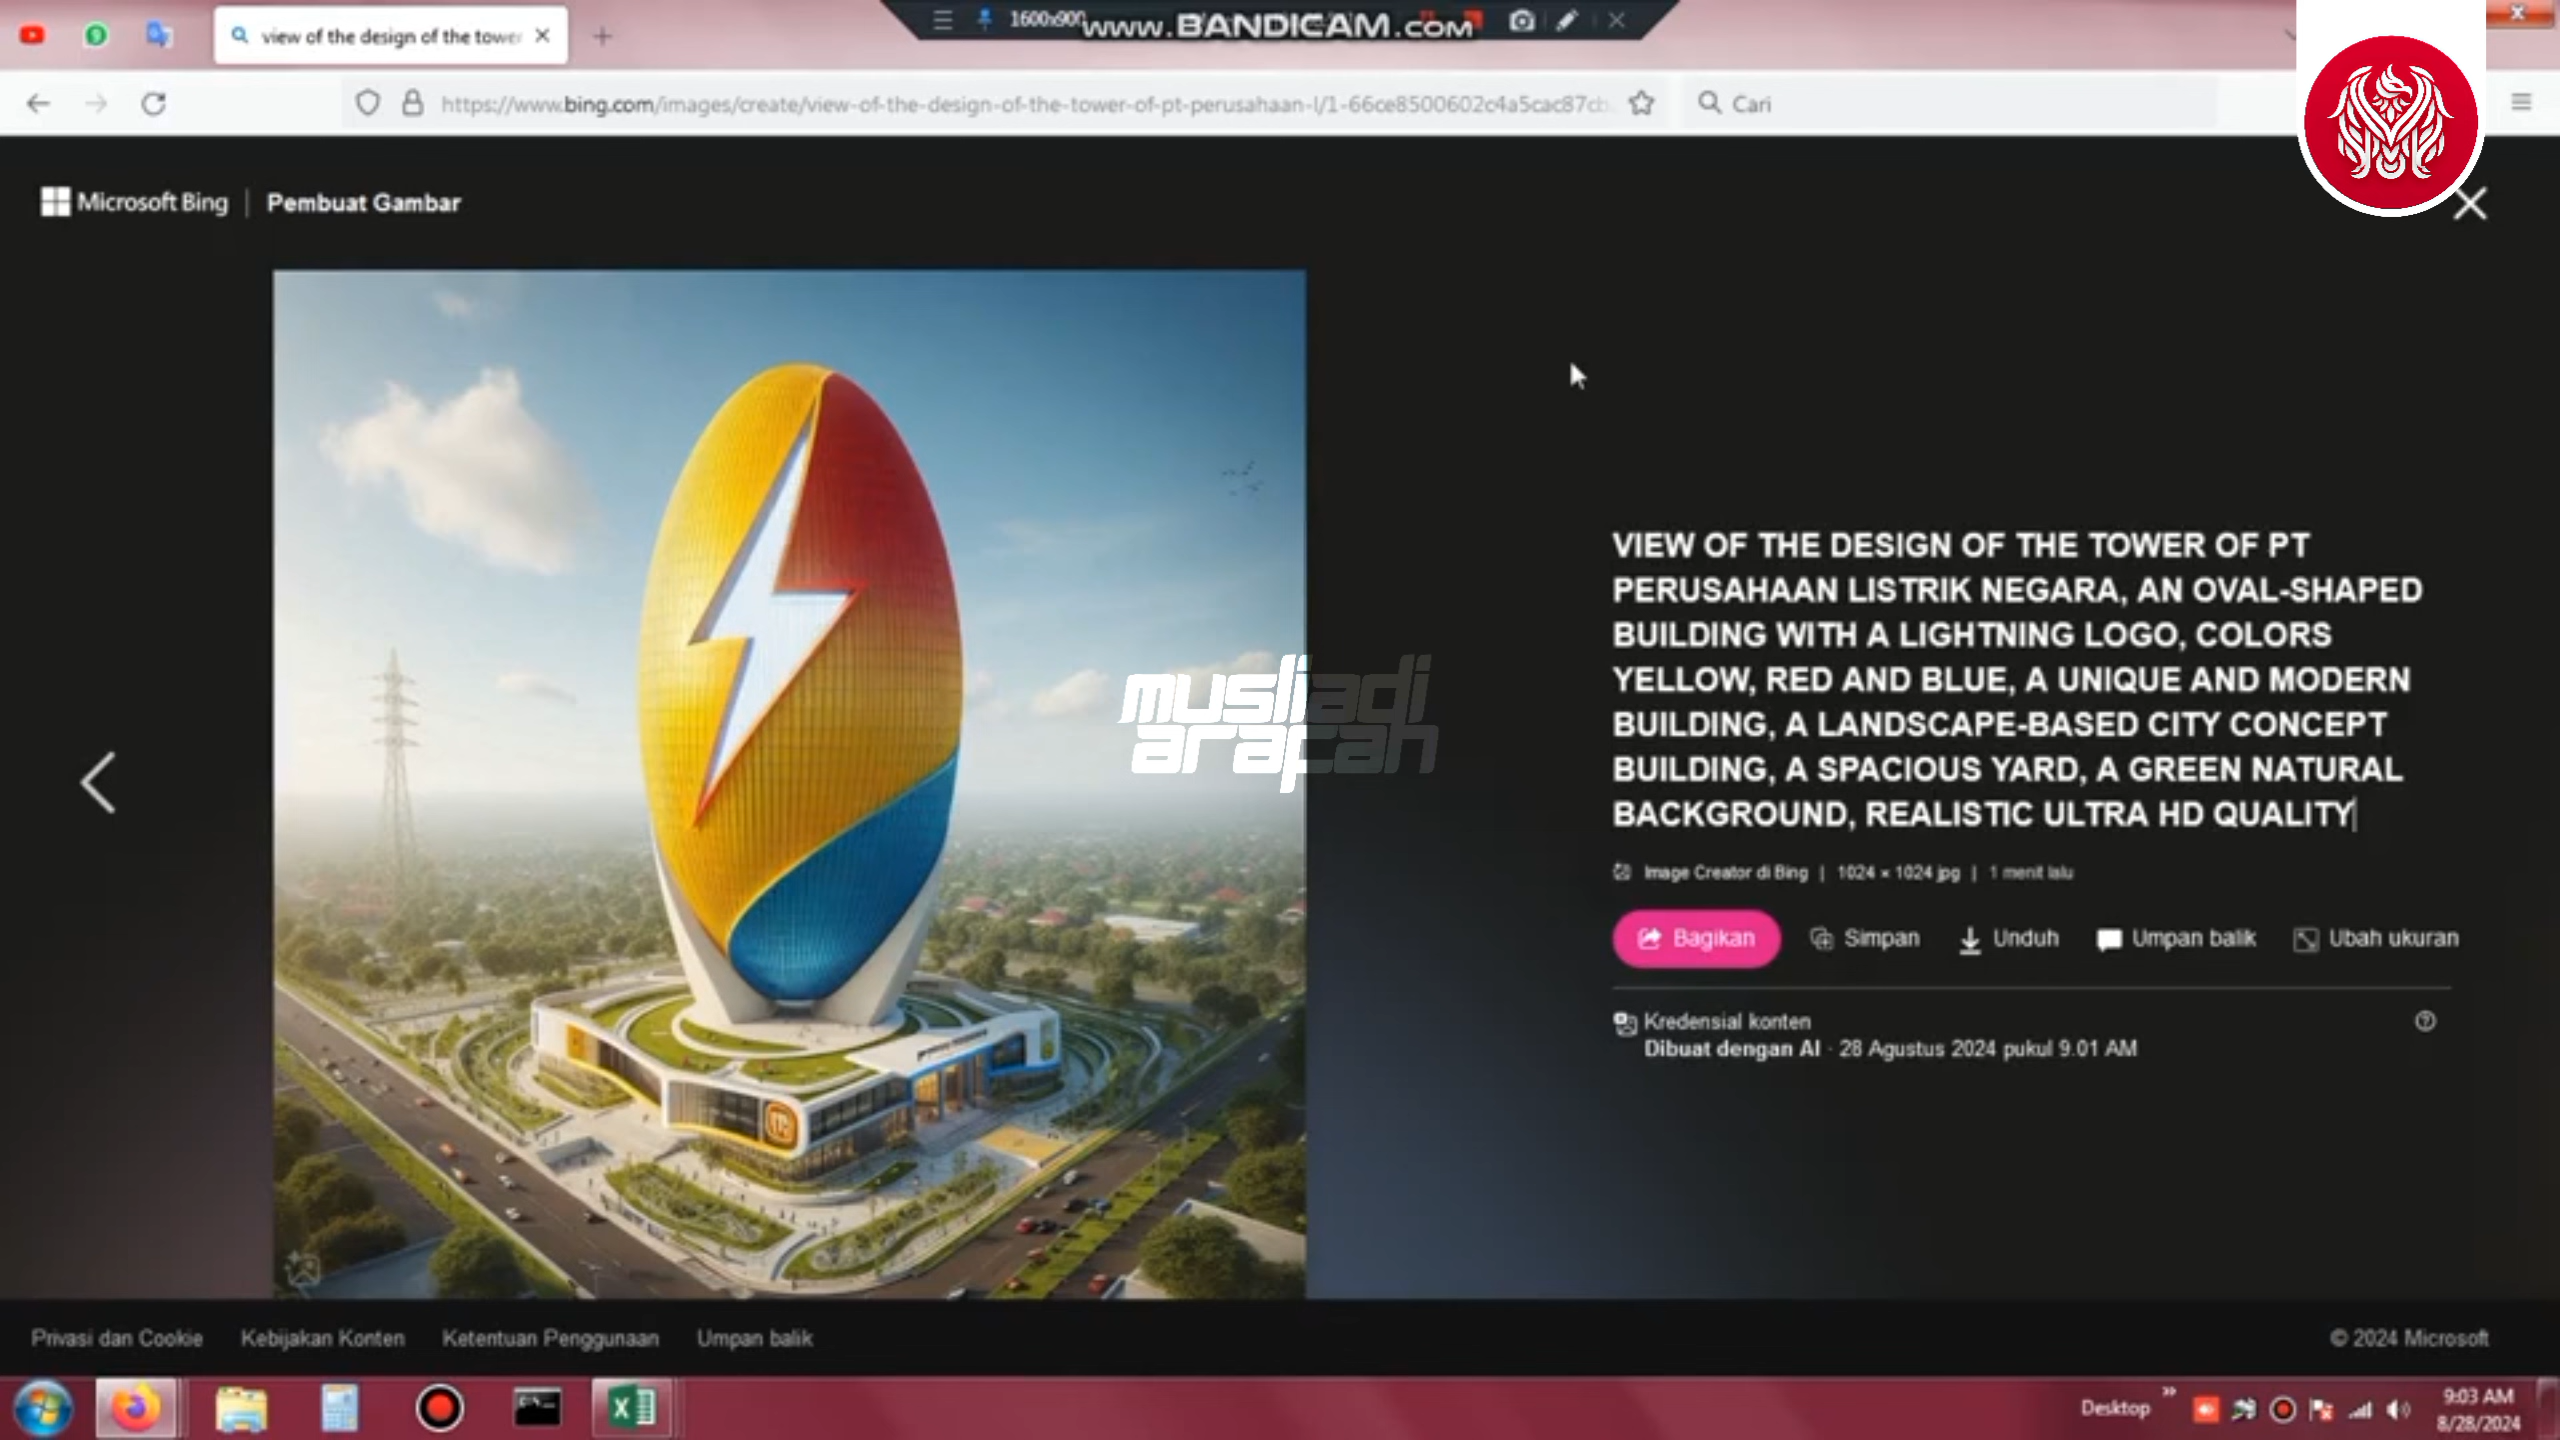 view of the design of the tower
1600x900
www.BANDICAM.com
https://www.bing.com/images/create/view-of-the-design-of-the-tower-of-pt-perusahaan-l/1-66ce8500602c4a5cac87cb
Cari
Microsoft Bing | Pembuat Gambar
VIEW OF THE DESIGN OF THE TOWER OF PT
PERUSAHAAN LISTRIK NEGARA, AN OVAL-SHAPED
BUILDING WITH A LIGHTNING LOGO, COLORS
YELLOW, RED AND BLUE, A UNIQUE AND MODERN
BUILDING, A LANDSCAPE-BASED CITY CONCEPT
BUILDING, A SPACIOUS YARD, A GREEN NATURAL
BACKGROUND, REALISTIC ULTRA HD QUALITY
musliadi
arapah
Image Creator di Bing | 1024 × 1024 jpg | 1 menit lalu
Bagikan Simpan Unduh Umpan balik Ubah ukuran
Kredensial konten
Dibuat dengan AI · 28 Agustus 2024 pukul 9.01 AM
Privasi dan Cookie Kebijakan Konten Ketentuan Penggunaan Umpan balik © 2024 Microsoft
Desktop
9:03 AM
8/28/2024